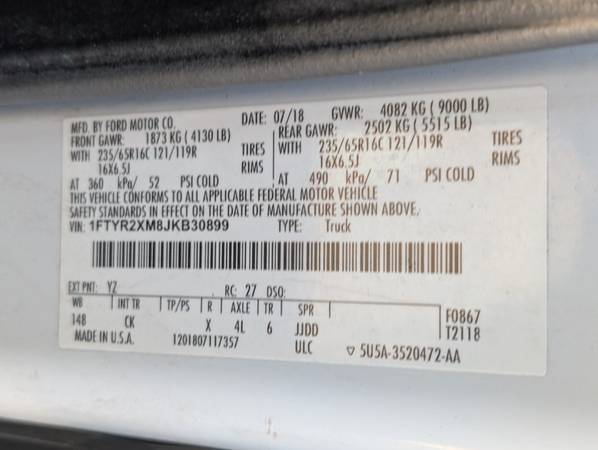 MFD. BY FORD MOTOR CO. DATE: 07/18 GVWR: 4082 KG ( 9000 LB)
FRONT GAWR: 1873 KG ( 4130 LB) REAR GAWR: 2502 KG ( 5515 LB)
WITH 235/65R16C 121/119R TIRES WITH 235/65R16C 121/119R TIRES
16X6.5J RIMS 16X6.5J RIMS
AT 360 kPa/ 52 PSI COLD AT 490 kPa/ 71 PSI COLD
THIS VEHICLE CONFORMS TO ALL APPLICABLE FEDERAL MOTOR VEHICLE
SAFETY STANDARDS IN EFFECT ON THE DATE OF MANUFACTURE SHOWN ABOVE.
VIN: 1FTYR2XM8JKB30899 TYPE: Truck
EXT PNT: YZ RC: 27 DSO:
WB INT TR TP/PS R AXLE TR SPR F0867
148 CK X 4L 6 JJDD T2118
MADE IN U.S.A. 1201807117357 ULC ▽ 5U5A-3520472-AA